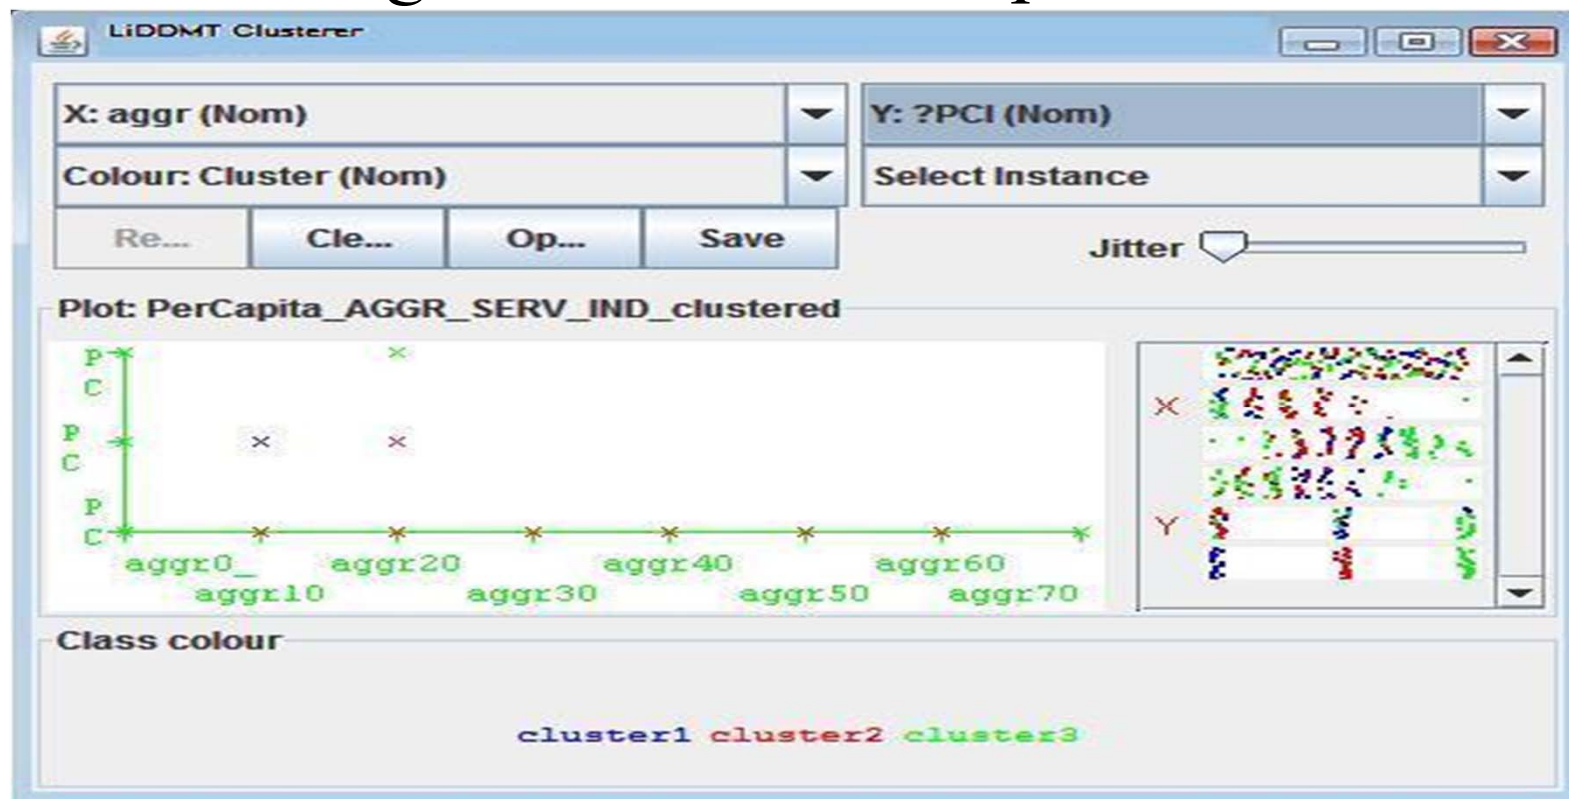 LiDDMT Clusterer
X: aggr (Nom)
Y: ?PCI (Nom)
Colour: Cluster (Nom)
Select Instance
Re...
Cle...
Op...
Save
Jitter
Plot: PerCapita_AGGR_SERV_IND_clustered
P
C
P
C
P
C
aggr0_
aggr20
aggr40
aggr60
aggr10
aggr30
aggr50
aggr70
X
Y
Class colour
cluster1 cluster2 cluster3